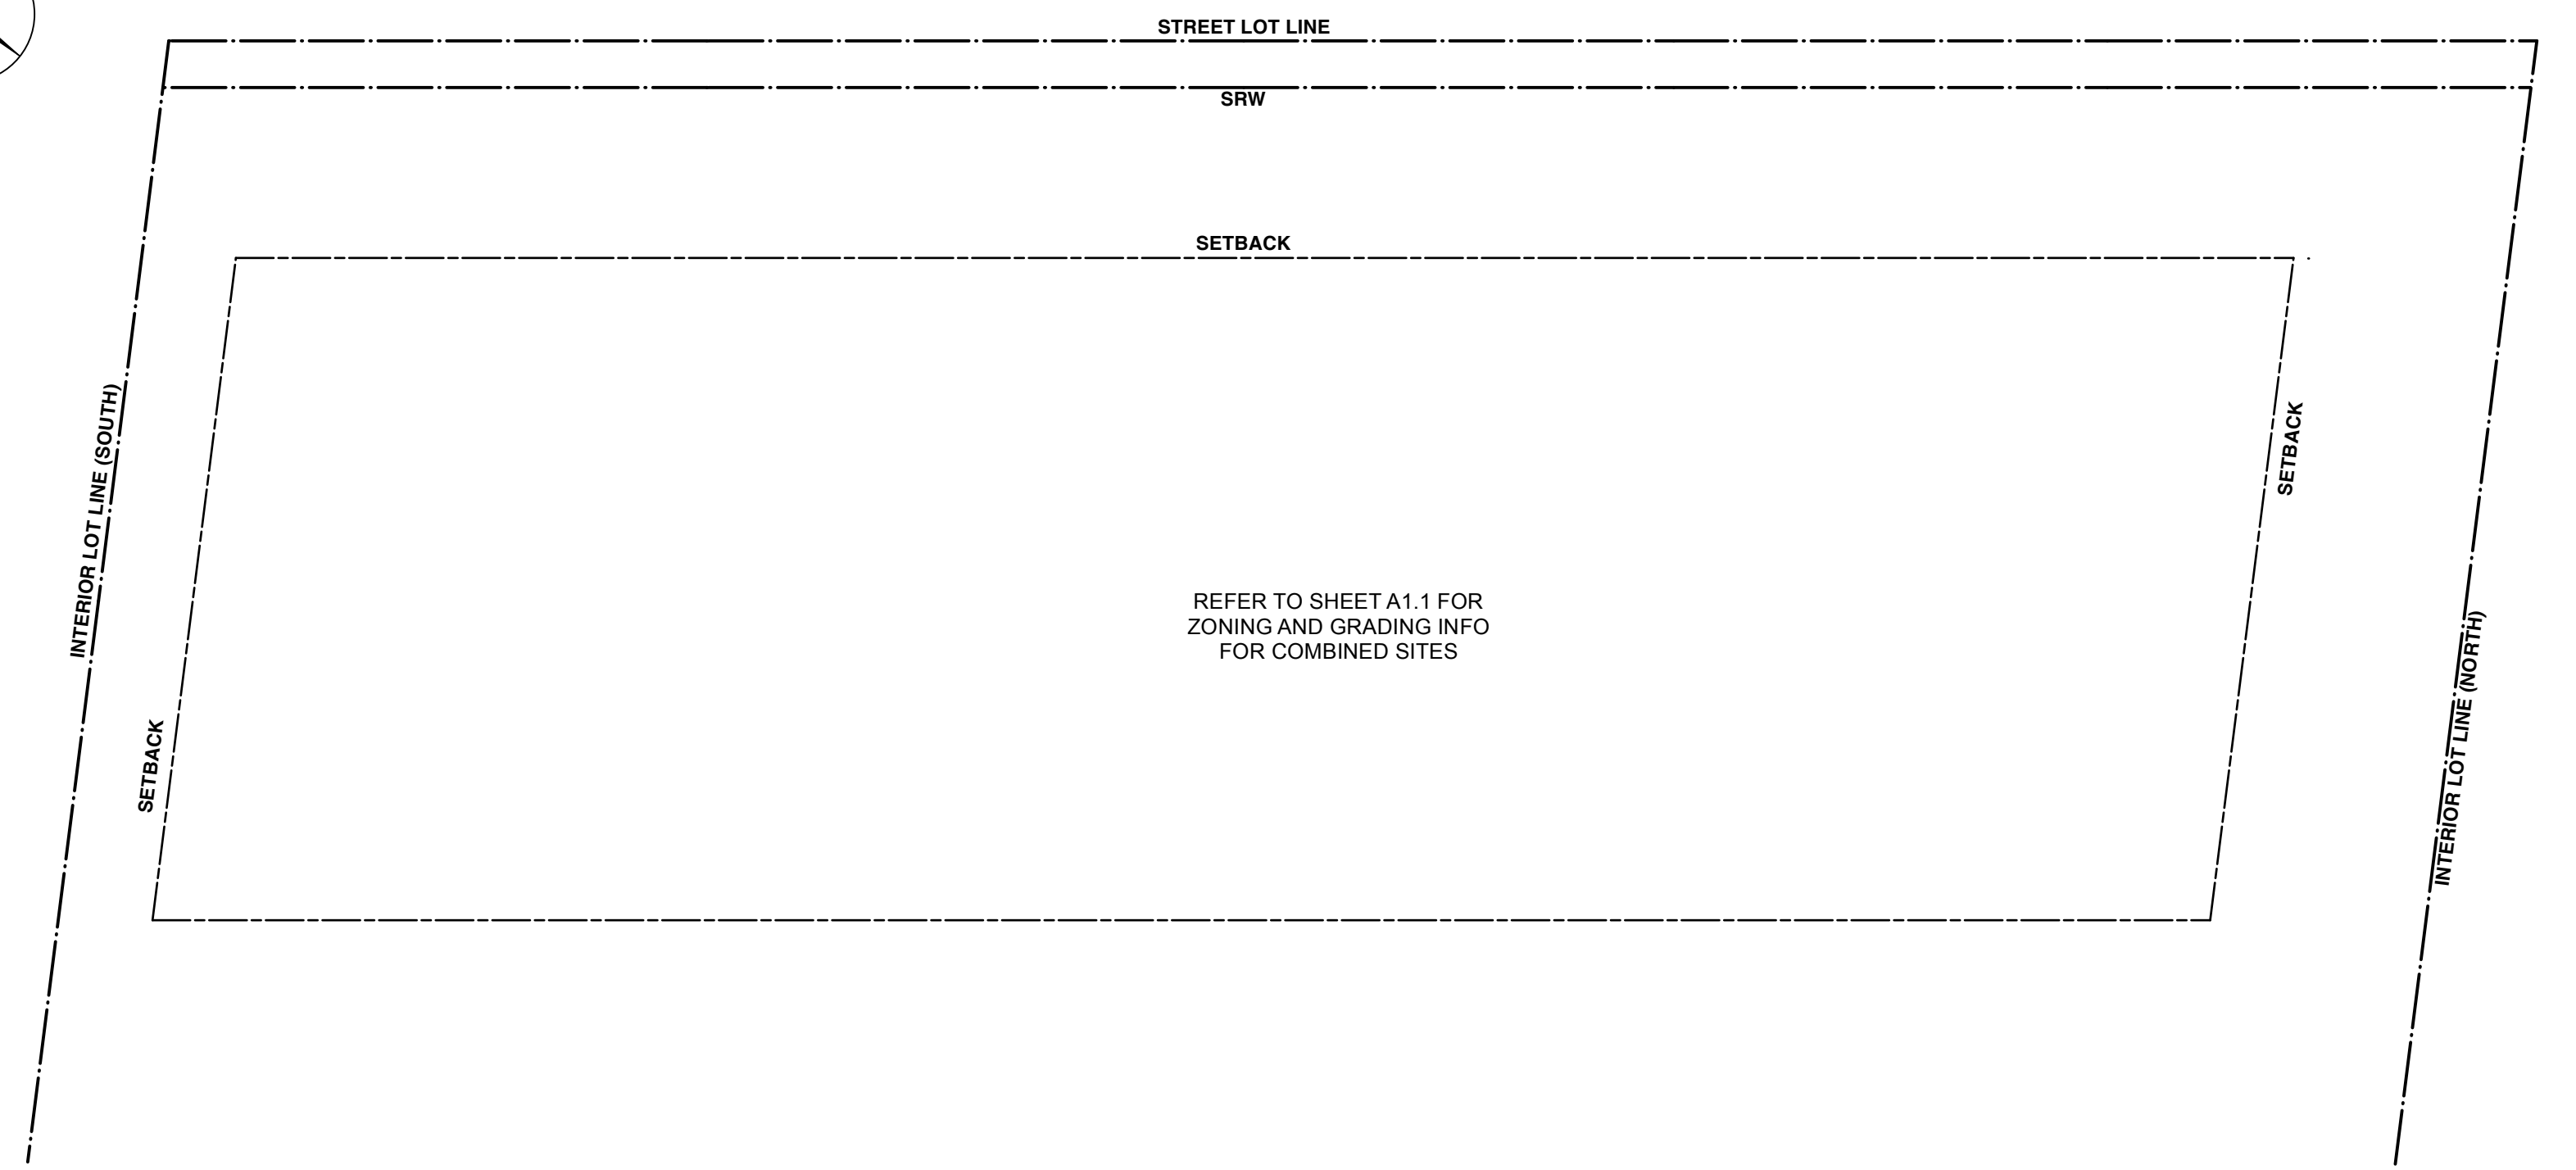 STREET LOT LINE
SRW
SETBACK
INTERIOR LOT LINE (SOUTH)
SETBACK
REFER TO SHEET A1.1 FOR
ZONING AND GRADING INFO
FOR COMBINED SITES
INTERIOR LOT LINE (NORTH)
SETBACK